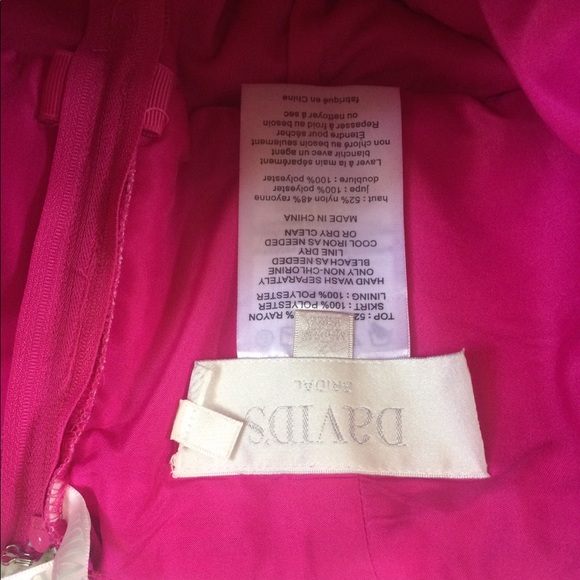 DAVID'S
BRIDAL
TOP : 52% RAYON
SKIRT : 100% POLYESTER
LINING : 100% POLYESTER
HAND WASH SEPARATELY
ONLY NON-CHLORINE
BLEACH AS NEEDED
LINE DRY
COOL IRON AS NEEDED
OR DRY CLEAN
MADE IN CHINA
haut : 52% nylon 48% rayonne
jupe : 100% polyester
doublure : 100% polyester
Laver à la main séparément
blanchir avec un agent
non chloré au besoin seulement
Étendre pour sécher
Repasser à froid au besoin
ou nettoyer à sec
fabriqué en Chine